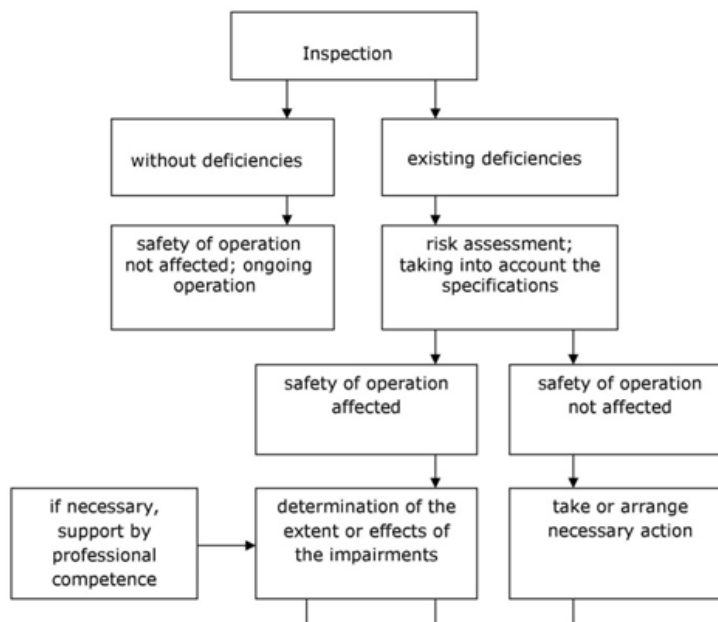 Inspection
without deficiencies
existing deficiencies
safety of operation
not affected; ongoing
operation
risk assessment;
taking into account the
specifications
safety of operation
affected
safety of operation
not affected
if necessary,
support by
professional
competence
determination of the
extent or effects of
the impairments
take or arrange
necessary action